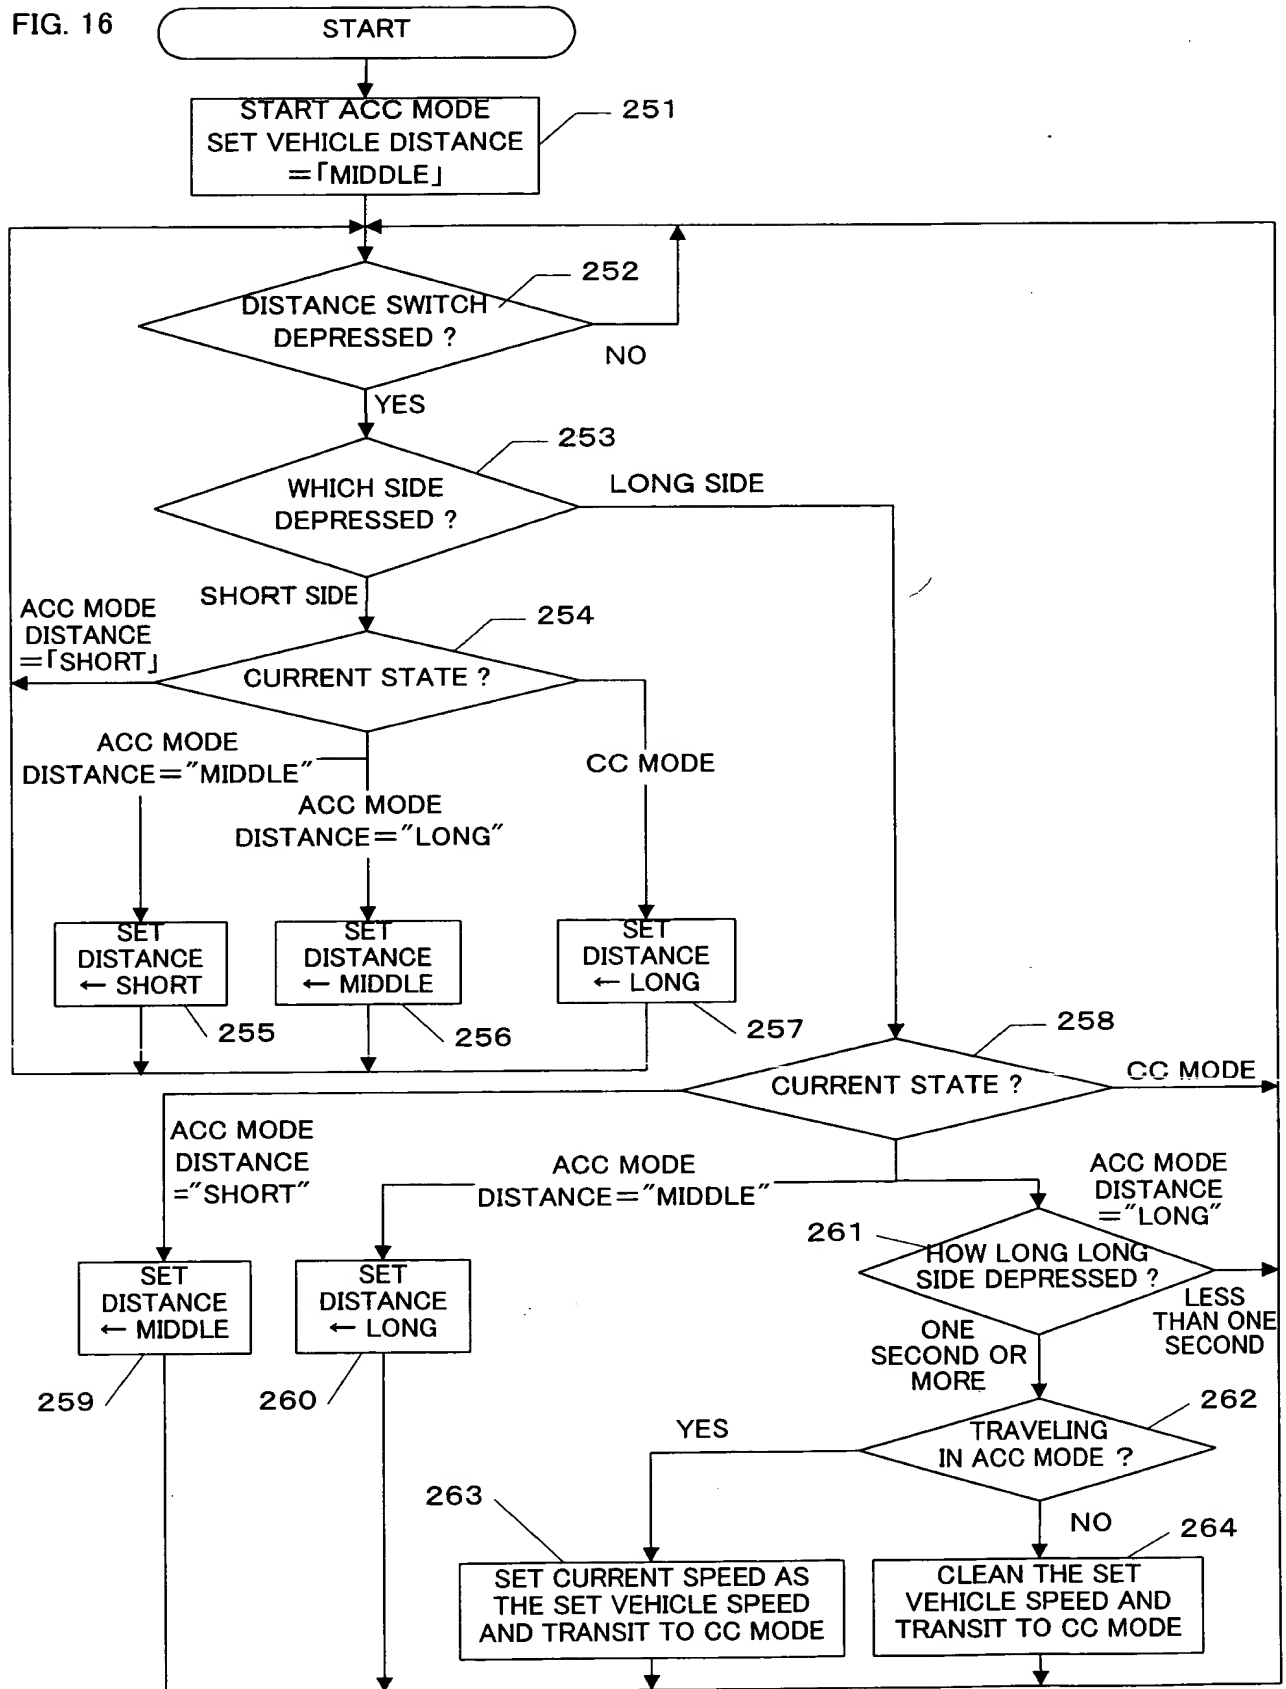 FIG. 16
START
START ACC MODE
SET VEHICLE DISTANCE
=「MIDDLE」
251
252
DISTANCE SWITCH
DEPRESSED ?
NO
YES
253
WHICH SIDE
DEPRESSED ?
LONG SIDE
SHORT SIDE
ACC MODE
DISTANCE
=「SHORT」
254
CURRENT STATE ?
ACC MODE
DISTANCE="MIDDLE"
ACC MODE
DISTANCE="LONG"
CC MODE
SET
DISTANCE
← SHORT
255
SET
DISTANCE
← MIDDLE
256
SET
DISTANCE
← LONG
257
258
CURRENT STATE ?
CC MODE
ACC MODE
DISTANCE
="SHORT"
ACC MODE
DISTANCE="MIDDLE"
ACC MODE
DISTANCE
="LONG"
261
HOW LONG LONG
SIDE DEPRESSED ?
LESS
THAN ONE
SECOND
ONE
SECOND OR
MORE
SET
DISTANCE
← MIDDLE
259
SET
DISTANCE
← LONG
260
262
TRAVELING
IN ACC MODE ?
YES
NO
263
SET CURRENT SPEED AS
THE SET VEHICLE SPEED
AND TRANSIT TO CC MODE
264
CLEAN THE SET
VEHICLE SPEED AND
TRANSIT TO CC MODE